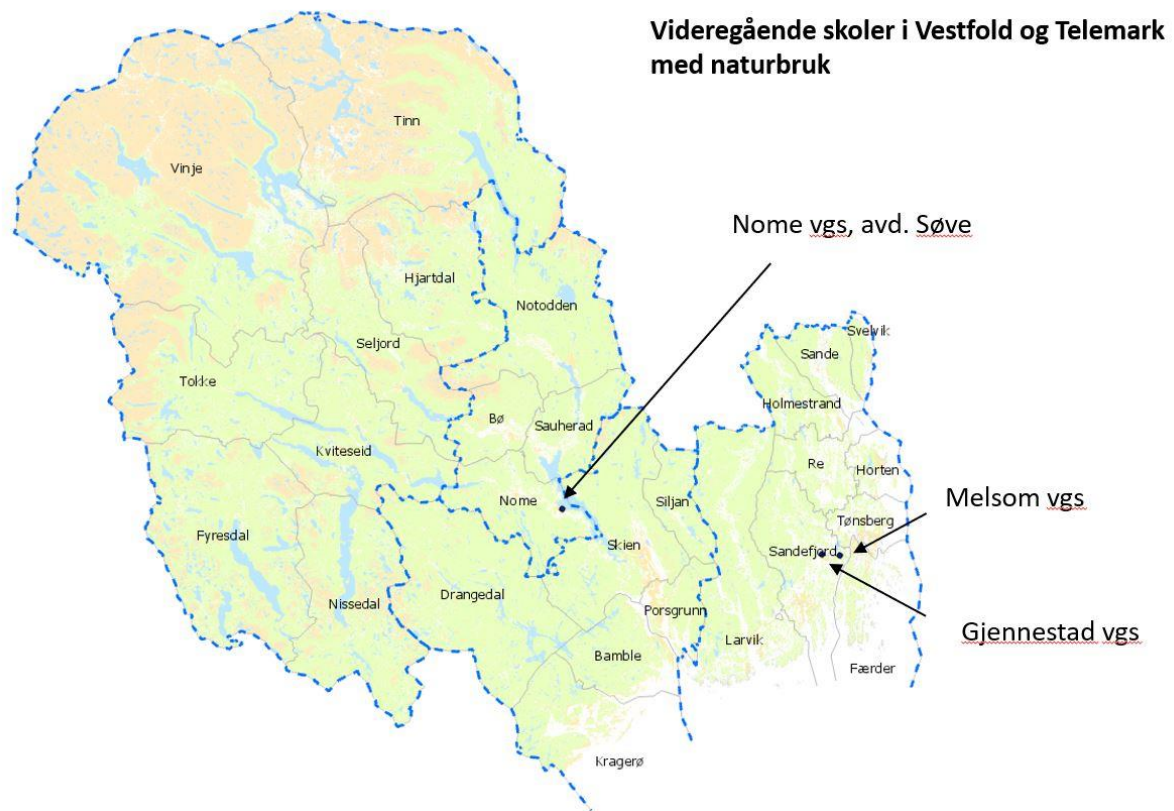 Videregående skoler i Vestfold og Telemark
med naturbruk
Tinn
Vinje
Nome vgs, avd. Søve
Hjartdal
Notodden
Svelvik
Seljord
Sande
Tokke
Holmestrand
Bø
Sauherad
Kviteseid
Re
Horten
Nome
Siljan
Melsom vgs
Tønsberg
Fyresdal
Skien
Sandefjord
Drangedal
Nissedal
Porsgrunn
Gjennestad vgs
Larvik
Bamble
Færder
Kragerø